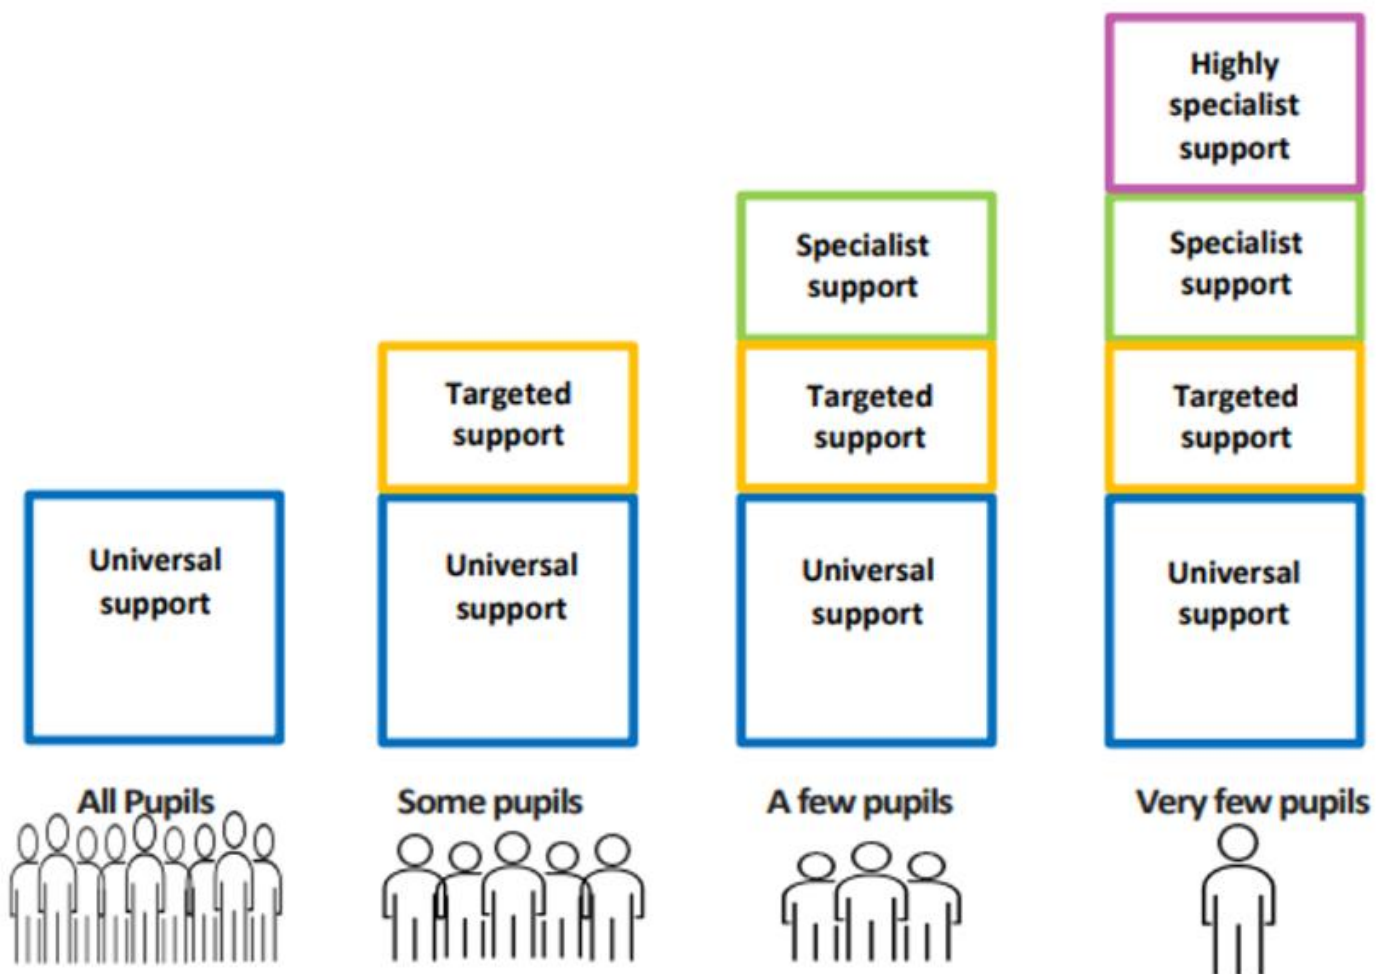 Universal
support
All Pupils
Targeted
support
Universal
support
Some pupils
Specialist
support
Targeted
support
Universal
support
A few pupils
Highly
specialist
support
Specialist
support
Targeted
support
Universal
support
Very few pupils